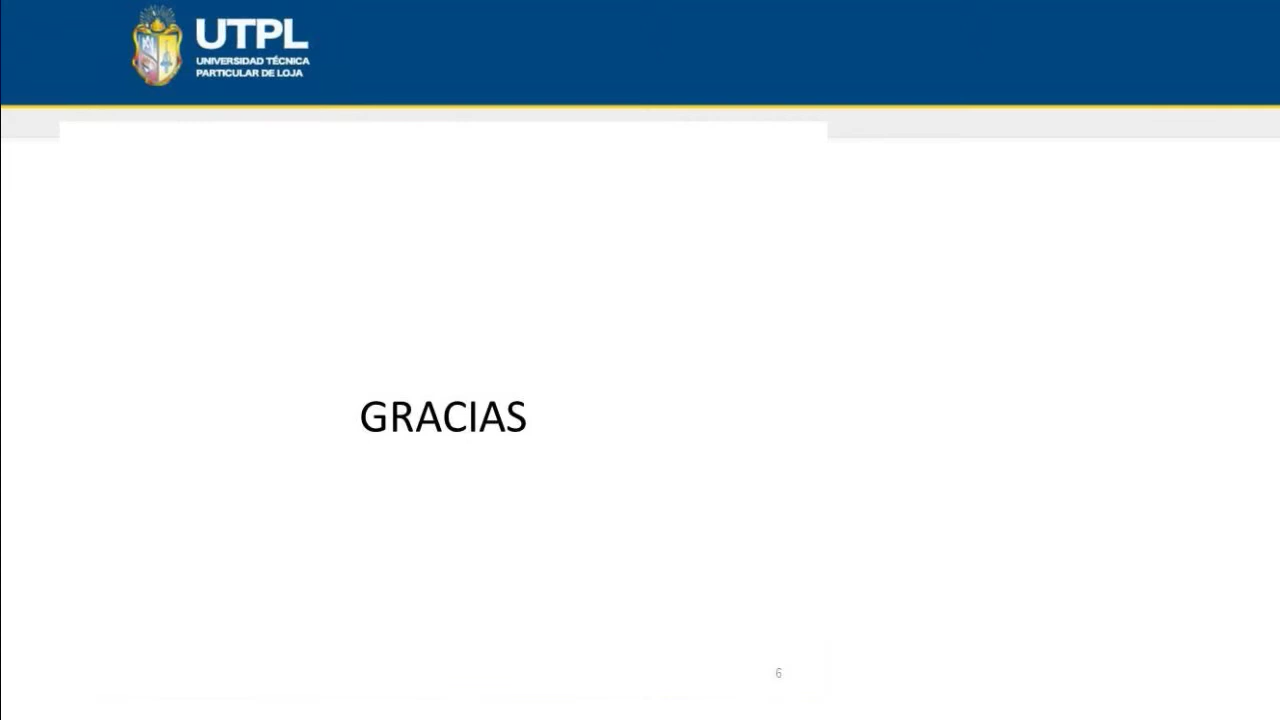 UTPL
UNIVERSIDAD TÉCNICA
PARTICULAR DE LOJA
GRACIAS
6